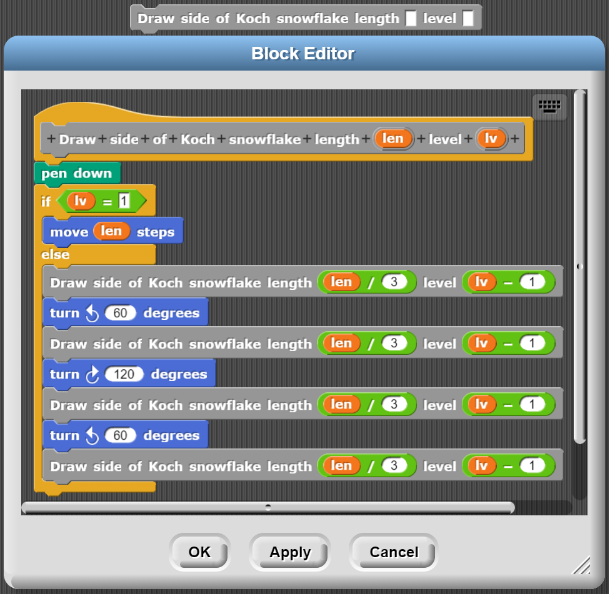 Draw side of Koch snowflake length level
Block Editor
+ Draw + side + of + Koch + snowflake + length + len + level + lv +
pen down
if lv = 1
move len steps
else
Draw side of Koch snowflake length len / 3 level lv − 1
turn ↺ 60 degrees
Draw side of Koch snowflake length len / 3 level lv − 1
turn ↻ 120 degrees
Draw side of Koch snowflake length len / 3 level lv − 1
turn ↺ 60 degrees
Draw side of Koch snowflake length len / 3 level lv − 1
OK Apply Cancel